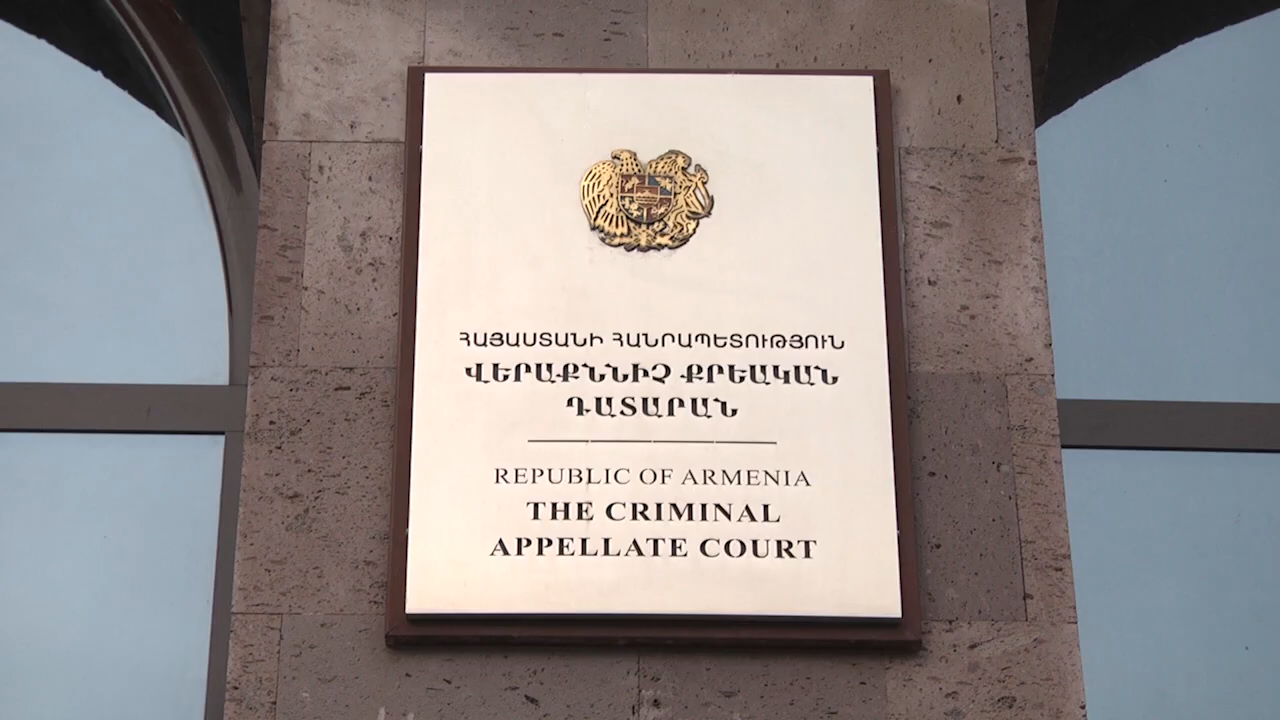 ՀԱՅԱՍՏԱՆԻ ՀԱՆՐԱՊԵՏՈՒԹՅՈՒՆ
ՎԵՐԱՔՆՆԻՉ ՔՐԵԱԿԱՆ
ԴԱՏԱՐԱՆ
REPUBLIC OF ARMENIA
THE CRIMINAL
APPELLATE COURT